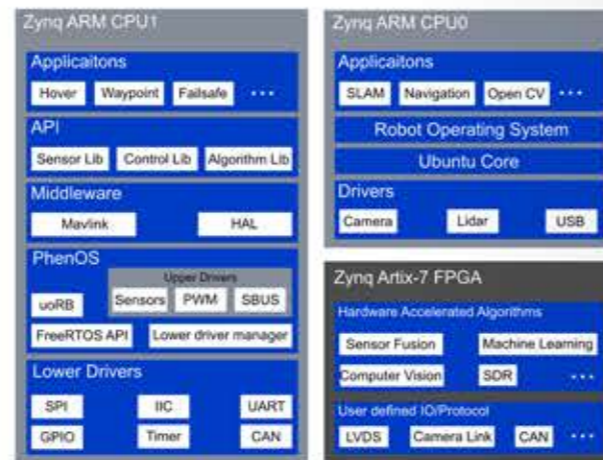 Zynq ARM CPU1
Applicaitons
Hover Waypoint Failsafe ...
API
Sensor Lib Control Lib Algorithm Lib
Middleware
Mavlink HAL
PhenOS
Upper Drivers
uoRB Sensors PWM SBUS
FreeRTOS API Lower driver manager
Lower Drivers
SPI IIC UART
GPIO Timer CAN
Zynq ARM CPU0
Applicaitons
SLAM Navigation Open CV ...
Robot Operating System
Ubuntu Core
Drivers
Camera Lidar USB
Zynq Artix-7 FPGA
Hardware Accelerated Algorithms
Sensor Fusion Machine Learning
Computer Vision SDR ...
User defined IO/Protocol
LVDS Camera Link CAN ...